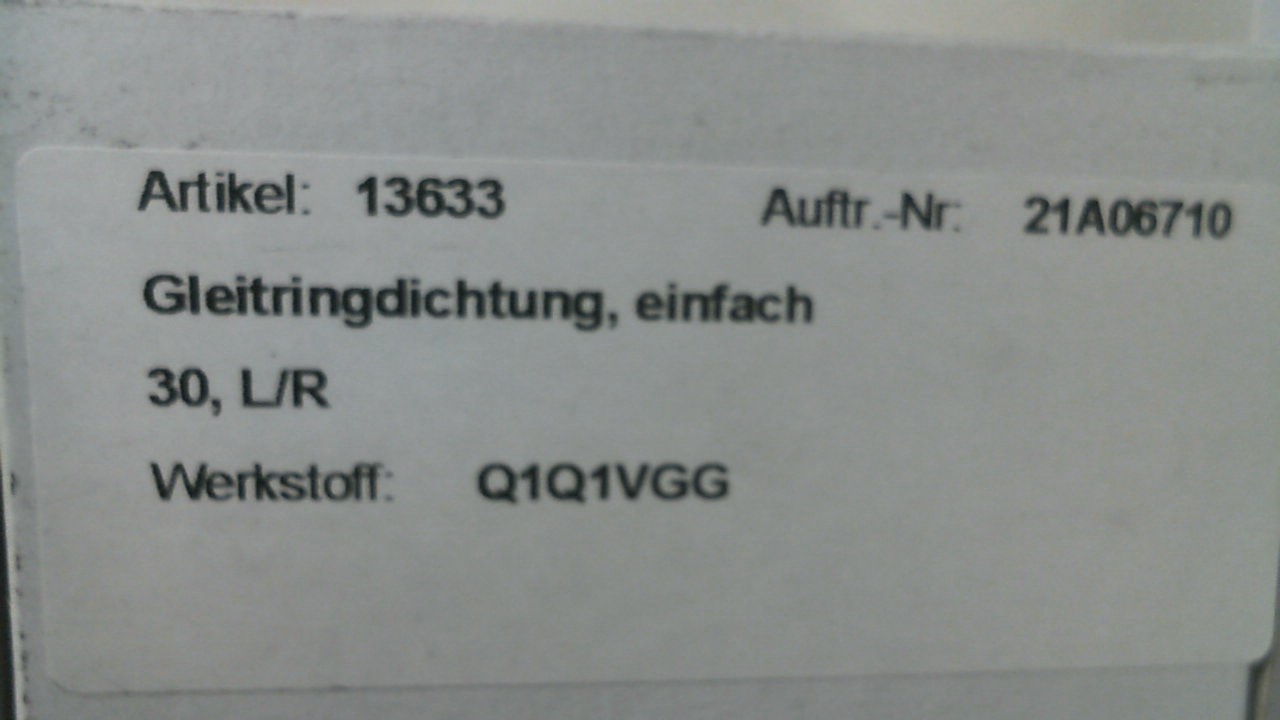 Artikel: 13633 Auftr.-Nr: 21A06710
Gleitringdichtung, einfach
30, L/R
Werkstoff: Q1Q1VGG